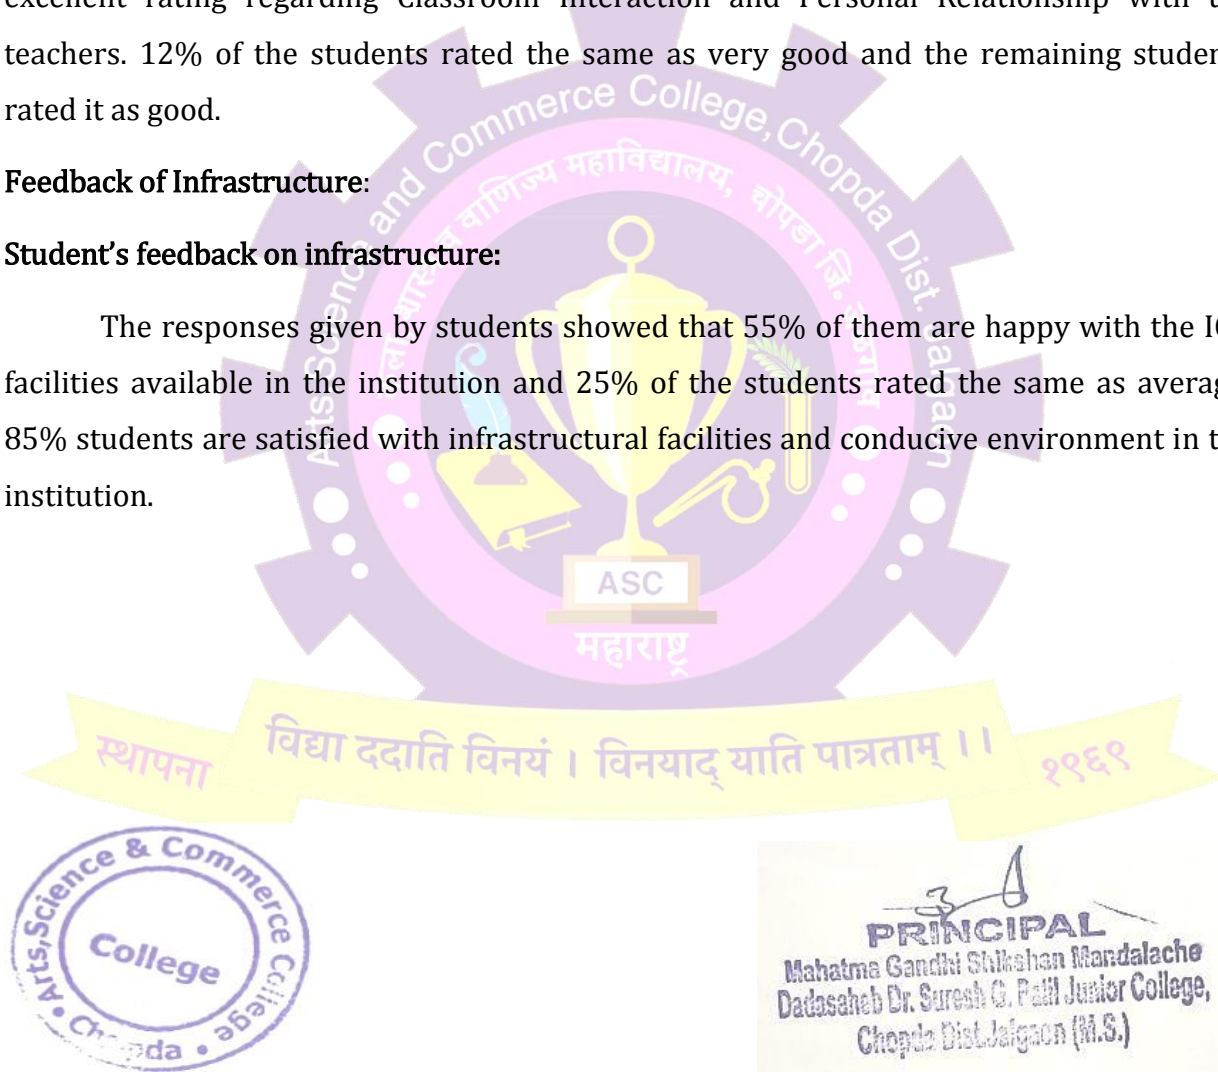 excellent rating regarding Classroom Interaction and Personal Relationship with t
teachers. 12% of the students rated the same as very good and the remaining studen
rated it as good.
Feedback of Infrastructure:
Student’s feedback on infrastructure:
The responses given by students showed that 55% of them are happy with the IC
facilities available in the institution and 25% of the students rated the same as averag
85% students are satisfied with infrastructural facilities and conducive environment in t
institution.
Arts, Science and Commerce College, Chopda Dist. Jalgaon
कला शास्त्र व वाणिज्य महाविद्यालय, चोपडा जि. जळगाव
ASC
महाराष्ट्र
स्थापना
विद्या ददाति विनयं । विनयाद् याति पात्रताम् ।।
१९६९
Arts, Science & Commerce College
College
Chopda
PRINCIPAL
Mahatma Gandhi Shikshan Mandalache
Dadasaheb Dr. Suresh G. Patil Junior College,
Chopda Dist.Jalgaon (M.S.)